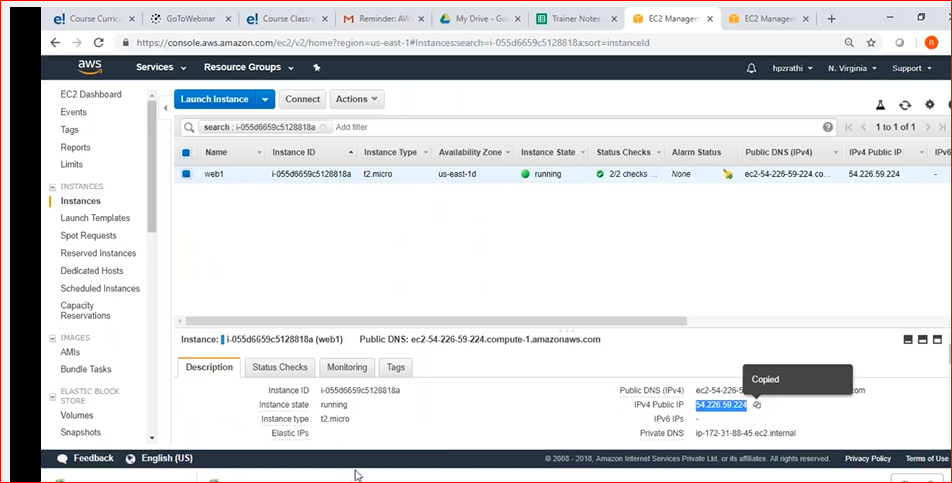 Course Curricu
GoToWebinar
Course Classro
Reminder: AW
My Drive - Goo
Trainer Notes
EC2 Managem
EC2 Managem
https://console.aws.amazon.com/ec2/v2/home?region=us-east-1#Instances:search=i-055d6659c5128818a;sort=instanceId
R
aws
Services
Resource Groups
hpzrathi
N. Virginia
Support
EC2 Dashboard
Events
Tags
Reports
Limits
INSTANCES
Instances
Launch Templates
Spot Requests
Reserved Instances
Dedicated Hosts
Scheduled Instances
Capacity
Reservations
IMAGES
AMIs
Bundle Tasks
ELASTIC BLOCK
STORE
Volumes
Snapshots
Launch Instance
Connect
Actions
search : i-055d6659c5128818a
Add filter
1 to 1 of 1
Name
Instance ID
Instance Type
Availability Zone
Instance State
Status Checks
Alarm Status
Public DNS (IPv4)
IPv4 Public IP
IPv6
web1
i-055d6659c5128818a
t2.micro
us-east-1d
running
2/2 checks ...
None
ec2-54-226-59-224.co...
54.226.59.224
-
Instance: i-055d6659c5128818a (web1)
Public DNS: ec2-54-226-59-224.compute-1.amazonaws.com
Description
Status Checks
Monitoring
Tags
Copied
Instance ID
i-055d6659c5128818a
Public DNS (IPv4)
ec2-54-226-5
om
Instance state
running
IPv4 Public IP
54.226.59.224
Instance type
t2.micro
IPv6 IPs
-
Elastic IPs
Private DNS
ip-172-31-88-45.ec2.internal
Feedback
English (US)
© 2008 - 2018, Amazon Internet Services Private Ltd. or its affiliates. All rights reserved.
Privacy Policy
Terms of Use